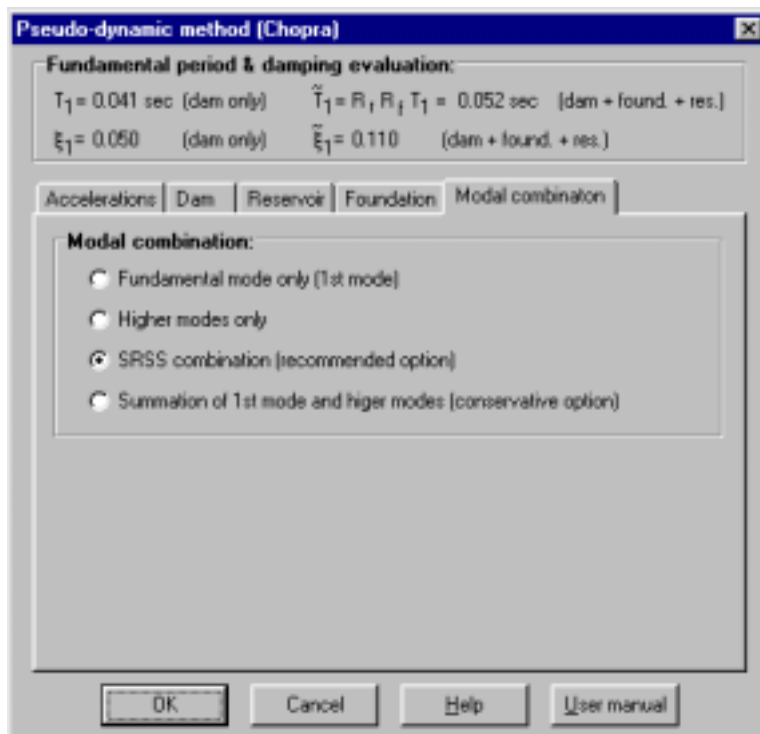 Pseudo-dynamic method (Chopra)
Fundamental period & damping evaluation:
T₁ = 0.041 sec (dam only) T̃₁ = R_r R_f T₁ = 0.052 sec (dam + found. + res.)
ξ₁ = 0.050 (dam only) ξ̃₁ = 0.110 (dam + found. + res.)
Accelerations Dam Reservoir Foundation Modal combinaton
Modal combination:
Fundamental mode only (1st mode)
Higher modes only
SRSS combination (recommended option)
Summation of 1st mode and higer modes (conservative option)
OK Cancel Help User manual